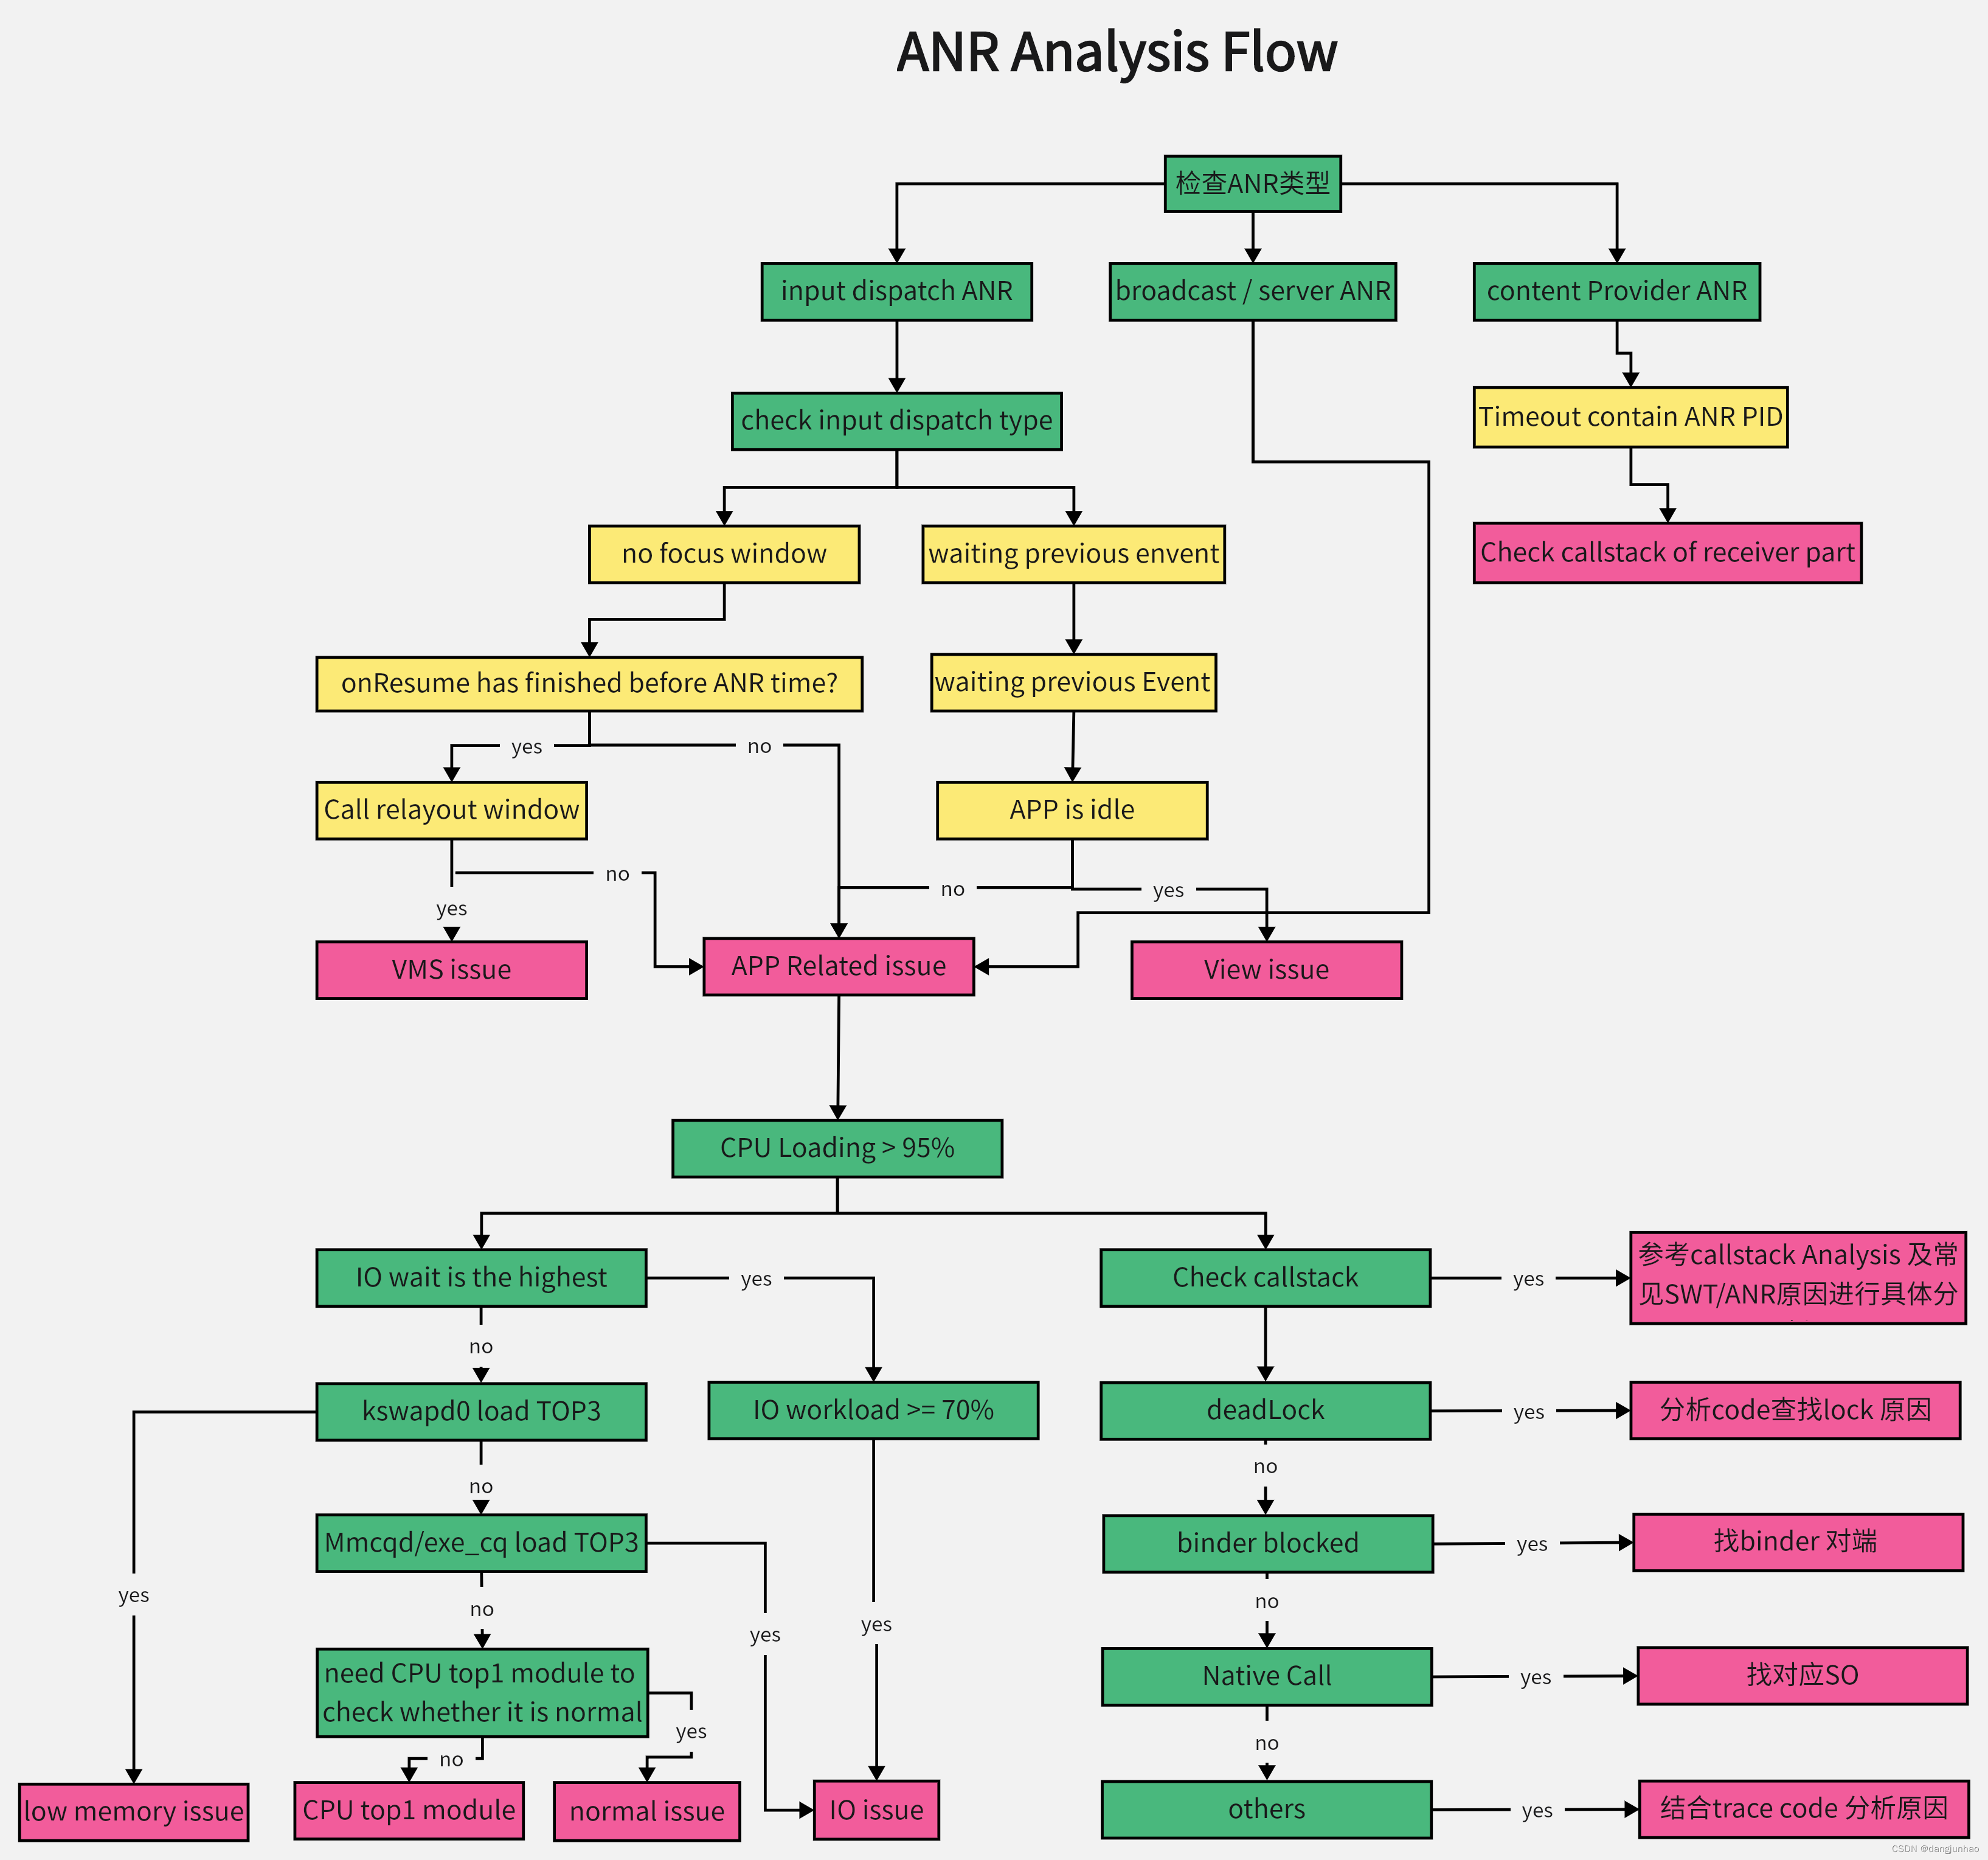 ANR Analysis Flow
检查ANR类型
input dispatch ANR
broadcast / server ANR
content Provider ANR
check input dispatch type
Timeout contain ANR PID
no focus window
waiting previous envent
Check callstack of receiver part
onResume has finished before ANR time?
waiting previous Event
yes
no
Call relayout window
APP is idle
no
no
yes
yes
VMS issue
APP Related issue
View issue
CPU Loading > 95%
IO wait is the highest
yes
Check callstack
yes
参考callstack Analysis 及常
见SWT/ANR原因进行具体分
no
kswapd0 load TOP3
IO workload >= 70%
deadLock
yes
分析code查找lock 原因
no
no
Mmcqd/exe_cq load TOP3
binder blocked
yes
找binder 对端
yes
no
yes
yes
no
need CPU top1 module to
check whether it is normal
Native Call
yes
找对应SO
yes
no
no
low memory issue
CPU top1 module
normal issue
IO issue
others
yes
结合trace code 分析原因
CSDN @dangjunhao